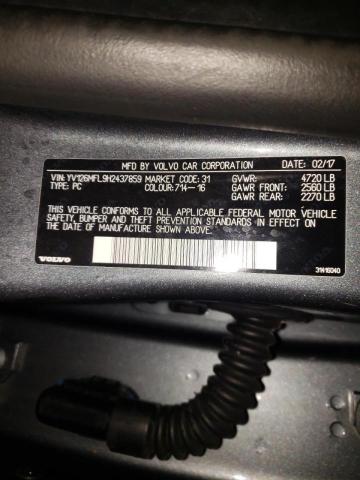 MFD BY VOLVO CAR CORPORATION DATE: 02/17
VIN: YV126MFL9H2437859 MARKET CODE: 31 GVWR: 4720 LB
TYPE: PC COLOUR: 714-16 GAWR FRONT: 2560 LB
GAWR REAR: 2270 LB
THIS VEHICLE CONFORMS TO ALL APPLICABLE FEDERAL MOTOR VEHICLE
SAFETY, BUMPER AND THEFT PREVENTION STANDARDS IN EFFECT ON
THE DATE OF MANUFACTURE SHOWN ABOVE.
VOLVO 31416040